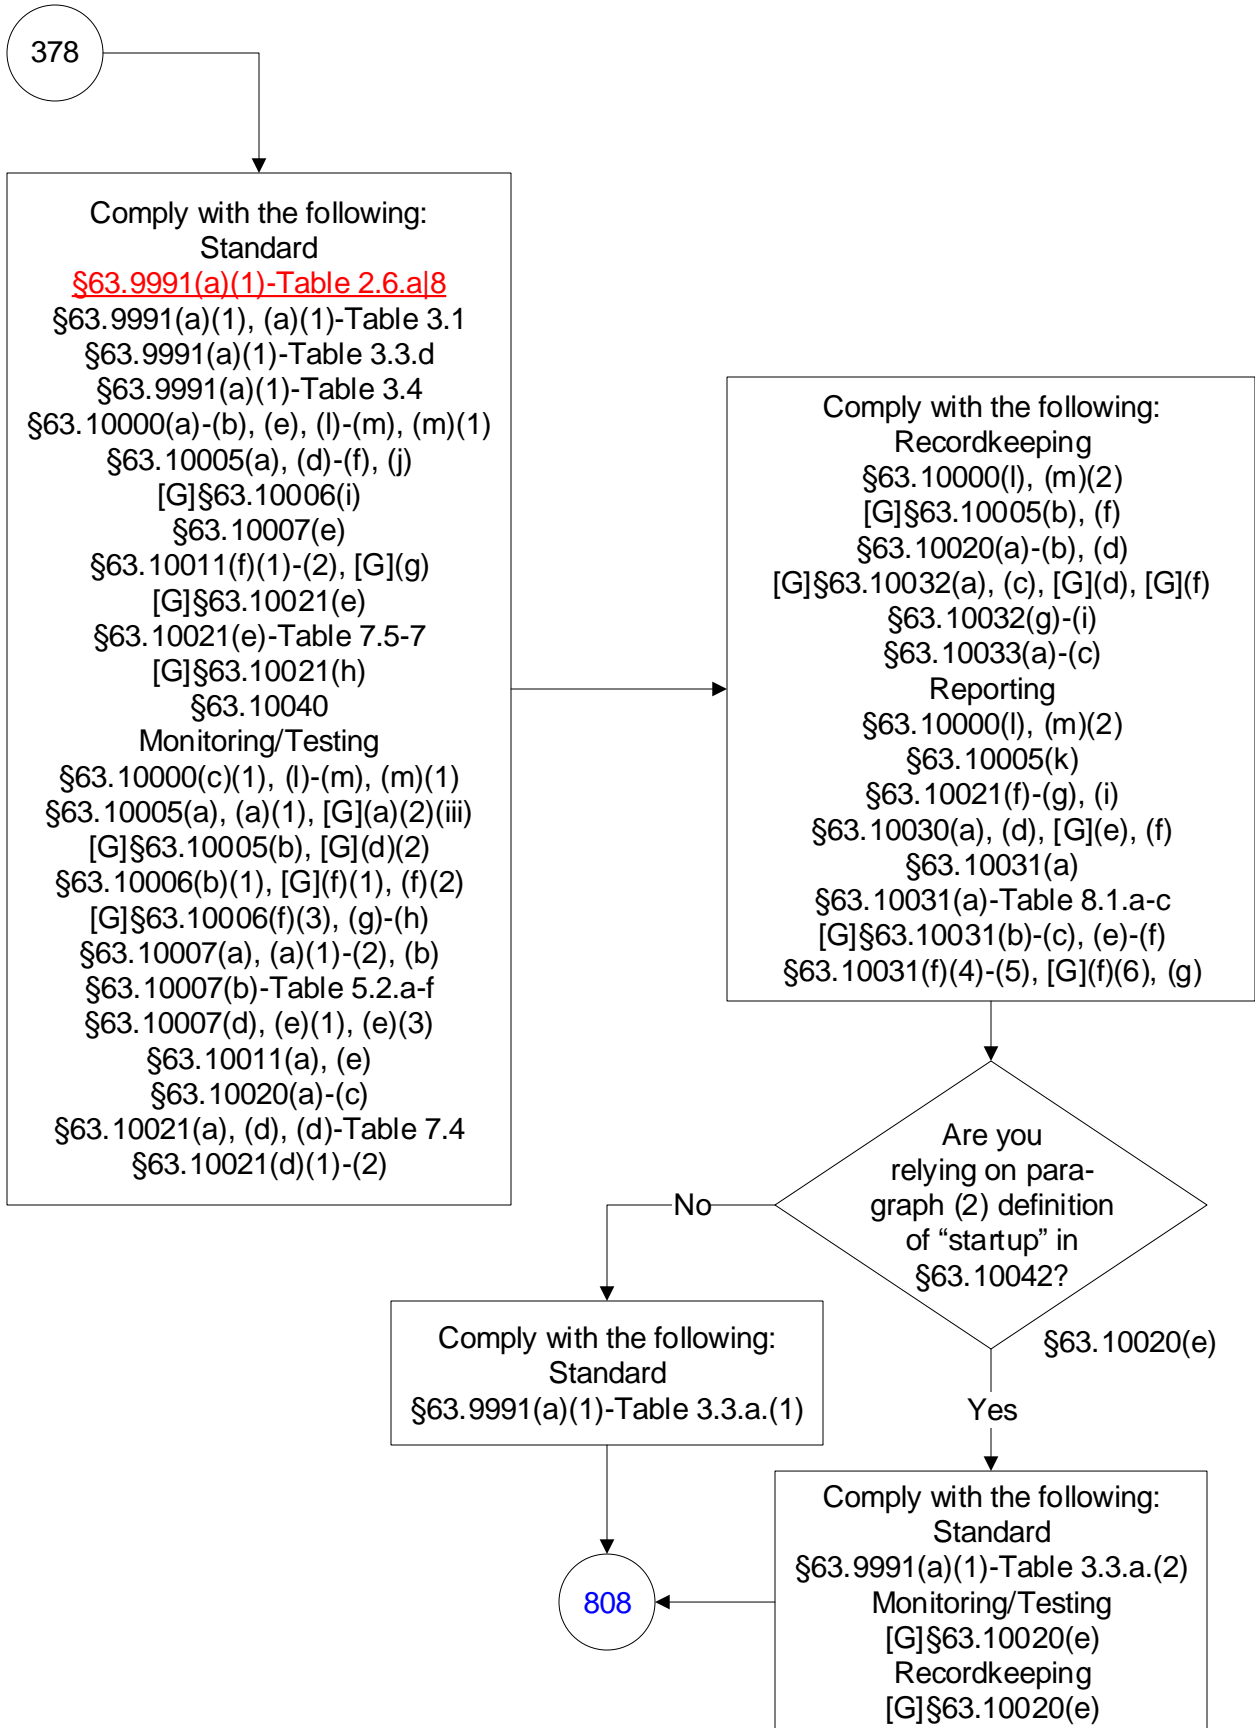 378
Comply with the following:
Standard
§63.9991(a)(1)-Table 2.6.a|8
§63.9991(a)(1), (a)(1)-Table 3.1
§63.9991(a)(1)-Table 3.3.d
§63.9991(a)(1)-Table 3.4
§63.10000(a)-(b), (e), (l)-(m), (m)(1)
§63.10005(a), (d)-(f), (j)
[G]§63.10006(i)
§63.10007(e)
§63.10011(f)(1)-(2), [G](g)
[G]§63.10021(e)
§63.10021(e)-Table 7.5-7
[G]§63.10021(h)
§63.10040
Monitoring/Testing
§63.10000(c)(1), (l)-(m), (m)(1)
§63.10005(a), (a)(1), [G](a)(2)(iii)
[G]§63.10005(b), [G](d)(2)
§63.10006(b)(1), [G](f)(1), (f)(2)
[G]§63.10006(f)(3), (g)-(h)
§63.10007(a), (a)(1)-(2), (b)
§63.10007(b)-Table 5.2.a-f
§63.10007(d), (e)(1), (e)(3)
§63.10011(a), (e)
§63.10020(a)-(c)
§63.10021(a), (d), (d)-Table 7.4
§63.10021(d)(1)-(2)
Comply with the following:
Recordkeeping
§63.10000(l), (m)(2)
[G]§63.10005(b), (f)
§63.10020(a)-(b), (d)
[G]§63.10032(a), (c), [G](d), [G](f)
§63.10032(g)-(i)
§63.10033(a)-(c)
Reporting
§63.10000(l), (m)(2)
§63.10005(k)
§63.10021(f)-(g), (i)
§63.10030(a), (d), [G](e), (f)
§63.10031(a)
§63.10031(a)-Table 8.1.a-c
[G]§63.10031(b)-(c), (e)-(f)
§63.10031(f)(4)-(5), [G](f)(6), (g)
Are you
relying on para-
graph (2) definition
of “startup” in
§63.10042?
§63.10020(e)
No
Yes
Comply with the following:
Standard
§63.9991(a)(1)-Table 3.3.a.(1)
Comply with the following:
Standard
§63.9991(a)(1)-Table 3.3.a.(2)
Monitoring/Testing
[G]§63.10020(e)
Recordkeeping
[G]§63.10020(e)
808